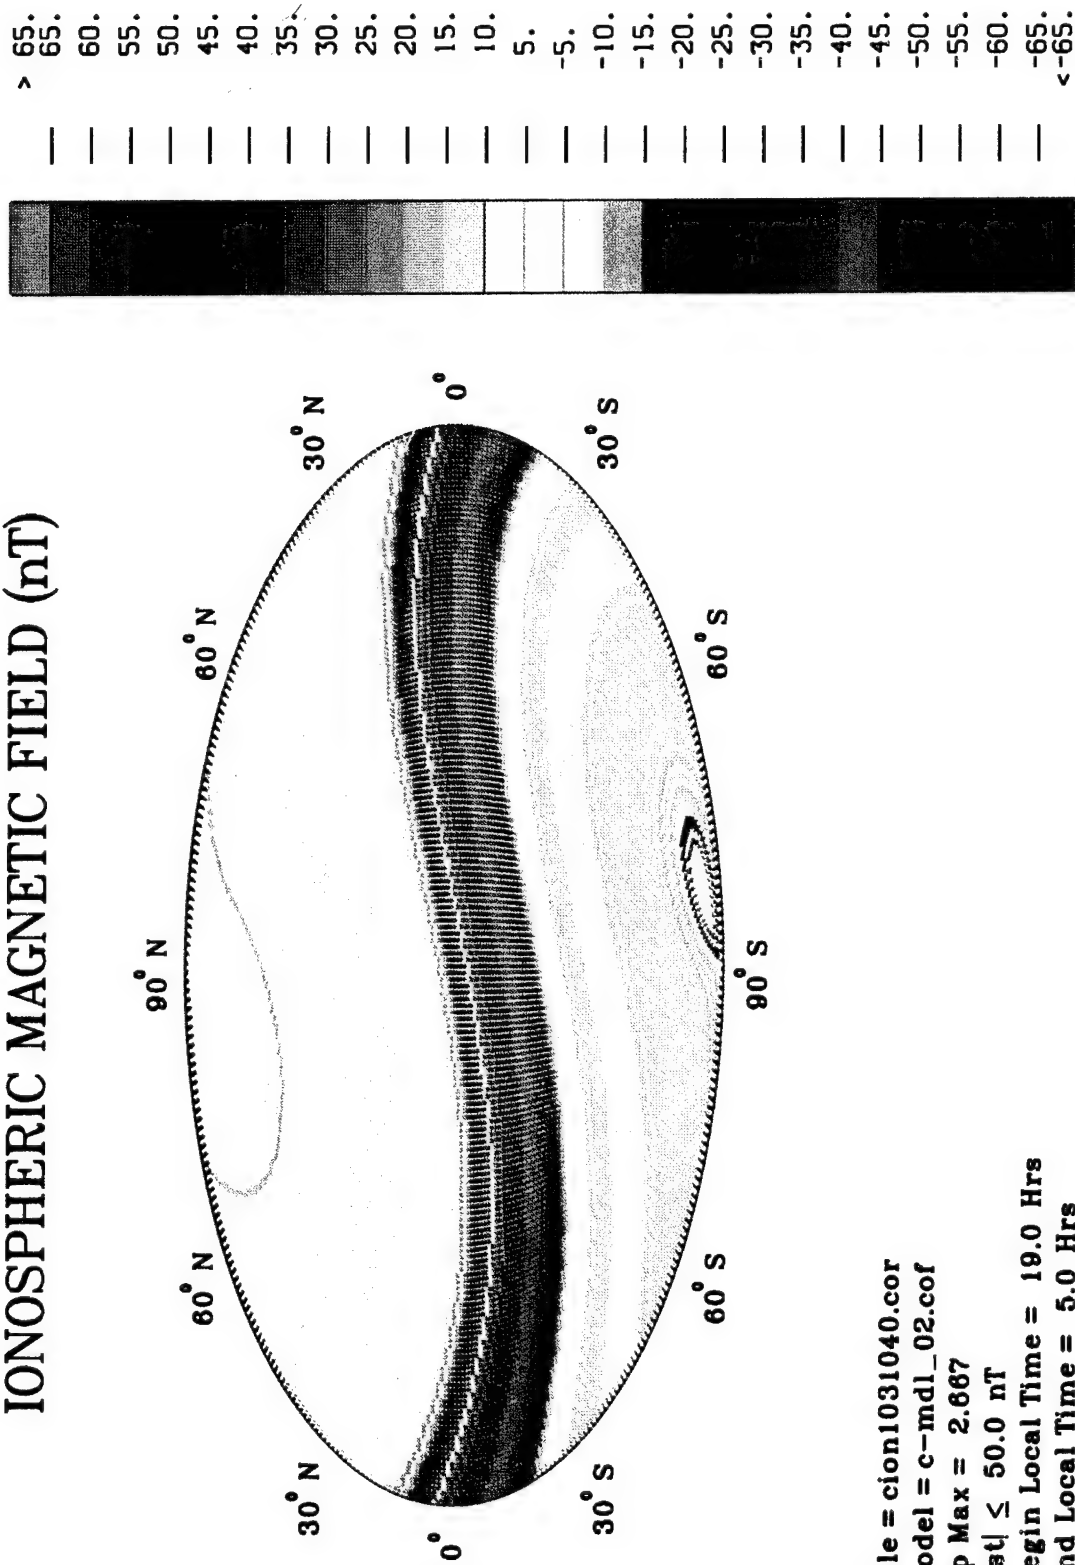 IONOSPHERIC MAGNETIC FIELD (nT)
90° N
60° N
60° N
30° N
30° N
0°
0°
30° S
30° S
60° S
60° S
90° S
le = cion1031040.cor
odel = c-mdl_02.cof
p Max = 2.667
st| ≤ 50.0 nT
egin Local Time = 19.0 Hrs
nd Local Time = 5.0 Hrs
> 65.
65.
60.
55.
50.
45.
40.
35.
30.
25.
20.
15.
10.
5.
-5.
-10.
-15.
-20.
-25.
-30.
-35.
-40.
-45.
-50.
-55.
-60.
-65.
<-65.